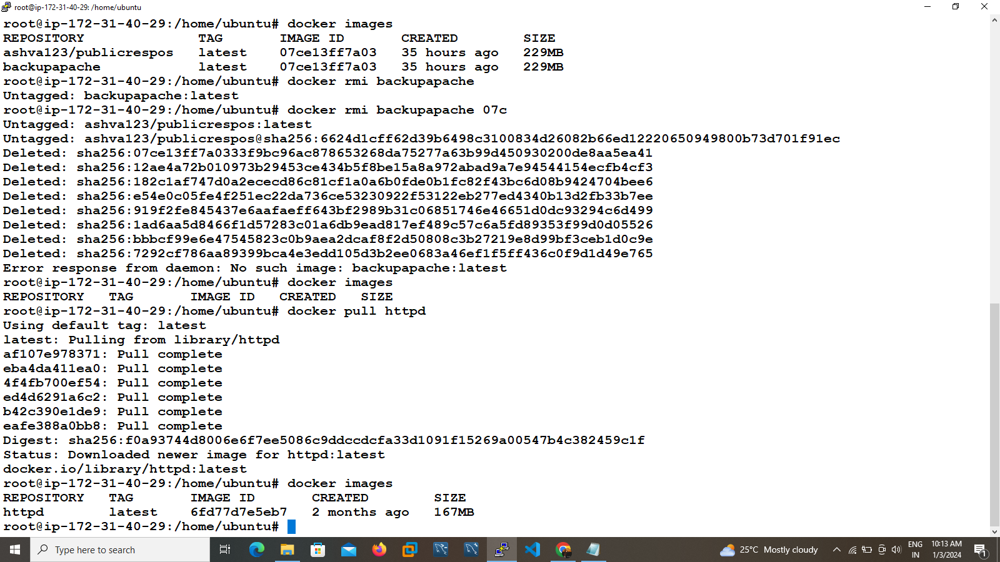 root@ip-172-31-40-29: /home/ubuntu
root@ip-172-31-40-29:/home/ubuntu# docker images
REPOSITORY TAG IMAGE ID CREATED SIZE
ashva123/publicrespos latest 07ce13ff7a03 35 hours ago 229MB
backupapache latest 07ce13ff7a03 35 hours ago 229MB
root@ip-172-31-40-29:/home/ubuntu# docker rmi backupapache
Untagged: backupapache:latest
root@ip-172-31-40-29:/home/ubuntu# docker rmi backupapache 07c
Untagged: ashva123/publicrespos:latest
Untagged: ashva123/publicrespos@sha256:6624d1cff62d39b6498c3100834d26082b66ed12220650949800b73d701f91ec
Deleted: sha256:07ce13ff7a0333f9bc96ac878653268da75277a63b99d450930200de8aa5ea41
Deleted: sha256:12ae4a72b010973b29453ce434b5f8be15a8a972abad9a7e94544154ecfb4cf3
Deleted: sha256:182c1af747d0a2ececd86c81cf1a0a6b0fde0b1fc82f43bc6d08b9424704bee6
Deleted: sha256:e54e0c05fe4f251ec22da736ce53230922f53122eb277ed4340b13d2fb33b7ee
Deleted: sha256:919f2fe845437e6aafaeff643bf2989b31c06851746e46651d0dc93294c6d499
Deleted: sha256:1ad6aa5d8466f1d57283c01a6db9ead817ef489c57c6a5fd89353f99d0d05526
Deleted: sha256:bbbcf99e6e47545823c0b9aea2dcaf8f2d50808c3b27219e8d99bf3ceb1d0c9e
Deleted: sha256:7292cf786aa89399bca4e3edd105d3b2ee0683a46ef1f5ff436c0f9d1d49e765
Error response from daemon: No such image: backupapache:latest
root@ip-172-31-40-29:/home/ubuntu# docker images
REPOSITORY TAG IMAGE ID CREATED SIZE
root@ip-172-31-40-29:/home/ubuntu# docker pull httpd
Using default tag: latest
latest: Pulling from library/httpd
af107e978371: Pull complete
eba4da411ea0: Pull complete
4f4fb700ef54: Pull complete
ed4d6291a6c2: Pull complete
b42c390e1de9: Pull complete
eafe388a0bb8: Pull complete
Digest: sha256:f0a93744d8006e6f7ee5086c9ddccdcfa33d1091f15269a00547b4c382459c1f
Status: Downloaded newer image for httpd:latest
docker.io/library/httpd:latest
root@ip-172-31-40-29:/home/ubuntu# docker images
REPOSITORY TAG IMAGE ID CREATED SIZE
httpd latest 6fd77d7e5eb7 2 months ago 167MB
root@ip-172-31-40-29:/home/ubuntu#
Type here to search
25°C Mostly cloudy
ENG
IN
10:13 AM
1/3/2024
1